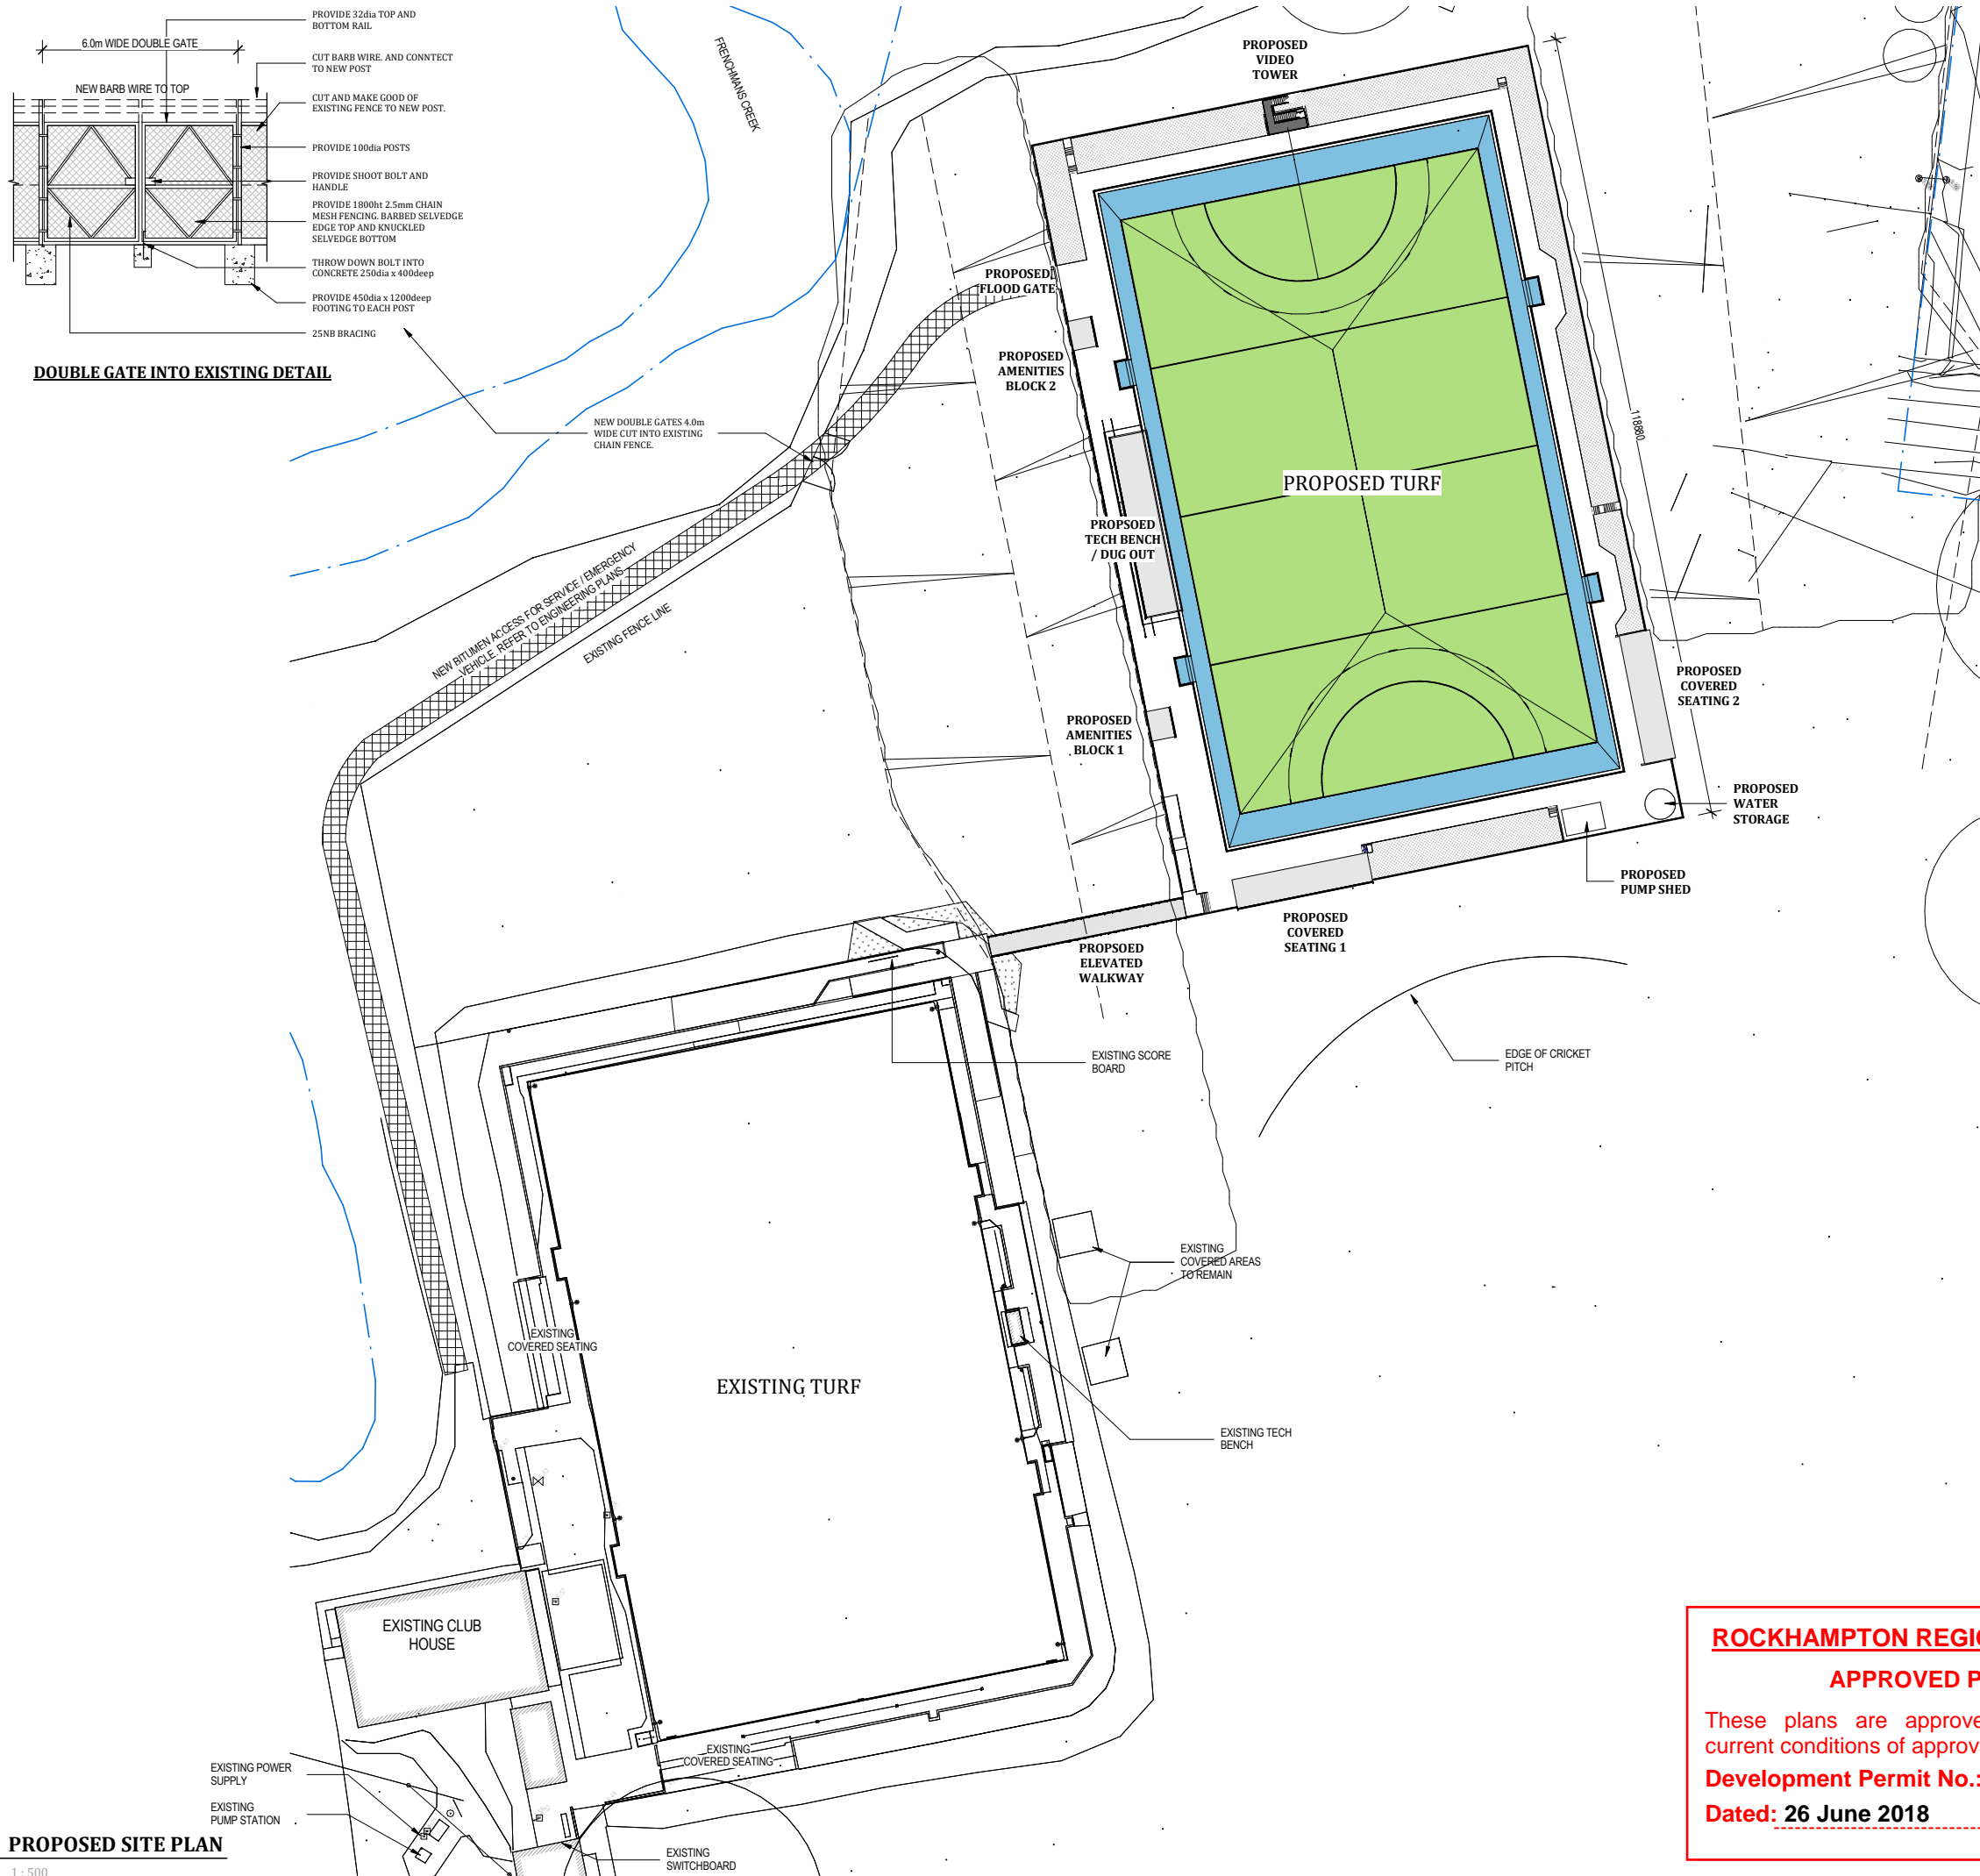 PROVIDE 32dia TOP AND
BOTTOM RAIL
6.0m WIDE DOUBLE GATE
CUT BARB WIRE. AND CONNTECT
TO NEW POST
NEW BARB WIRE TO TOP
CUT AND MAKE GOOD OF
EXISTING FENCE TO NEW POST.
PROVIDE 100dia POSTS
PROVIDE SHOOT BOLT AND
HANDLE
PROVIDE 1800ht 2.5mm CHAIN
MESH FENCING. BARBED SELVEDGE
EDGE TOP AND KNUCKLED
SELVEDGE BOTTOM
THROW DOWN BOLT INTO
CONCRETE 250dia x 400deep
PROVIDE 450dia x 1200deep
FOOTING TO EACH POST
25NB BRACING
DOUBLE GATE INTO EXISTING DETAIL
FRENCHMANS CREEK
PROPOSED
VIDEO
TOWER
PROPOSED
FLOOD GATE
PROPOSED
AMENITIES
BLOCK 2
118880
NEW DOUBLE GATES 4.0m
WIDE CUT INTO EXISTING
CHAIN FENCE.
PROPOSED TURF
PROPSOED
TECH BENCH
/ DUG OUT
NEW BITUMEN ACCESS FOR SERVICE / EMERGENCY
VEHICLE. REFER TO ENGINEERING PLANS
EXISTING FENCE LINE
PROPOSED
COVERED
SEATING 2
PROPOSED
AMENITIES
BLOCK 1
PROPOSED
WATER
STORAGE
PROPOSED
PUMP SHED
PROPOSED
COVERED
SEATING 1
PROPSOED
ELEVATED
WALKWAY
EXISTING SCORE
BOARD
EDGE OF CRICKET
PITCH
EXISTING
COVERED AREAS
TO REMAIN
EXISTING
COVERED SEATING
EXISTING TURF
EXISTING TECH
BENCH
EXISTING CLUB
HOUSE
EXISTING
COVERED SEATING
EXISTING POWER
SUPPLY
EXISTING
PUMP STATION
EXISTING
SWITCHBOARD
PROPOSED SITE PLAN
1 : 500
ROCKHAMPTON REGI
APPROVED P
These plans are approve
current conditions of approv
Development Permit No.:
Dated: 26 June 2018